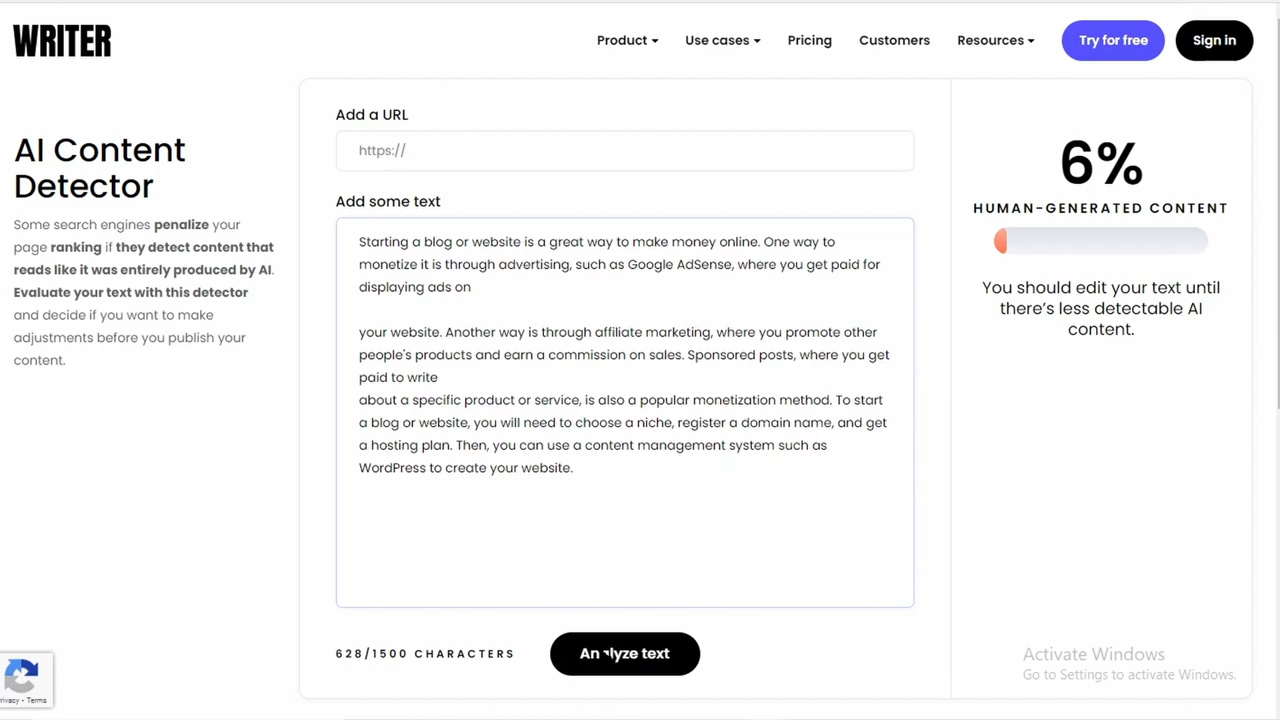 WRITER
Product
Use cases
Pricing
Customers
Resources
Try for free
Sign in
AI Content
Detector
Some search engines penalize your
page ranking if they detect content that
reads like it was entirely produced by AI.
Evaluate your text with this detector
and decide if you want to make
adjustments before you publish your
content.
Add a URL
https://
Add some text
Starting a blog or website is a great way to make money online. One way to
monetize it is through advertising, such as Google AdSense, where you get paid for
displaying ads on
your website. Another way is through affiliate marketing, where you promote other
people's products and earn a commission on sales. Sponsored posts, where you get
paid to write
about a specific product or service, is also a popular monetization method. To start
a blog or website, you will need to choose a niche, register a domain name, and get
a hosting plan. Then, you can use a content management system such as
WordPress to create your website.
628/1500 CHARACTERS
Analyze text
6%
HUMAN-GENERATED CONTENT
You should edit your text until
there's less detectable AI
content.
Activate Windows
Go to Settings to activate Windows.
- Terms